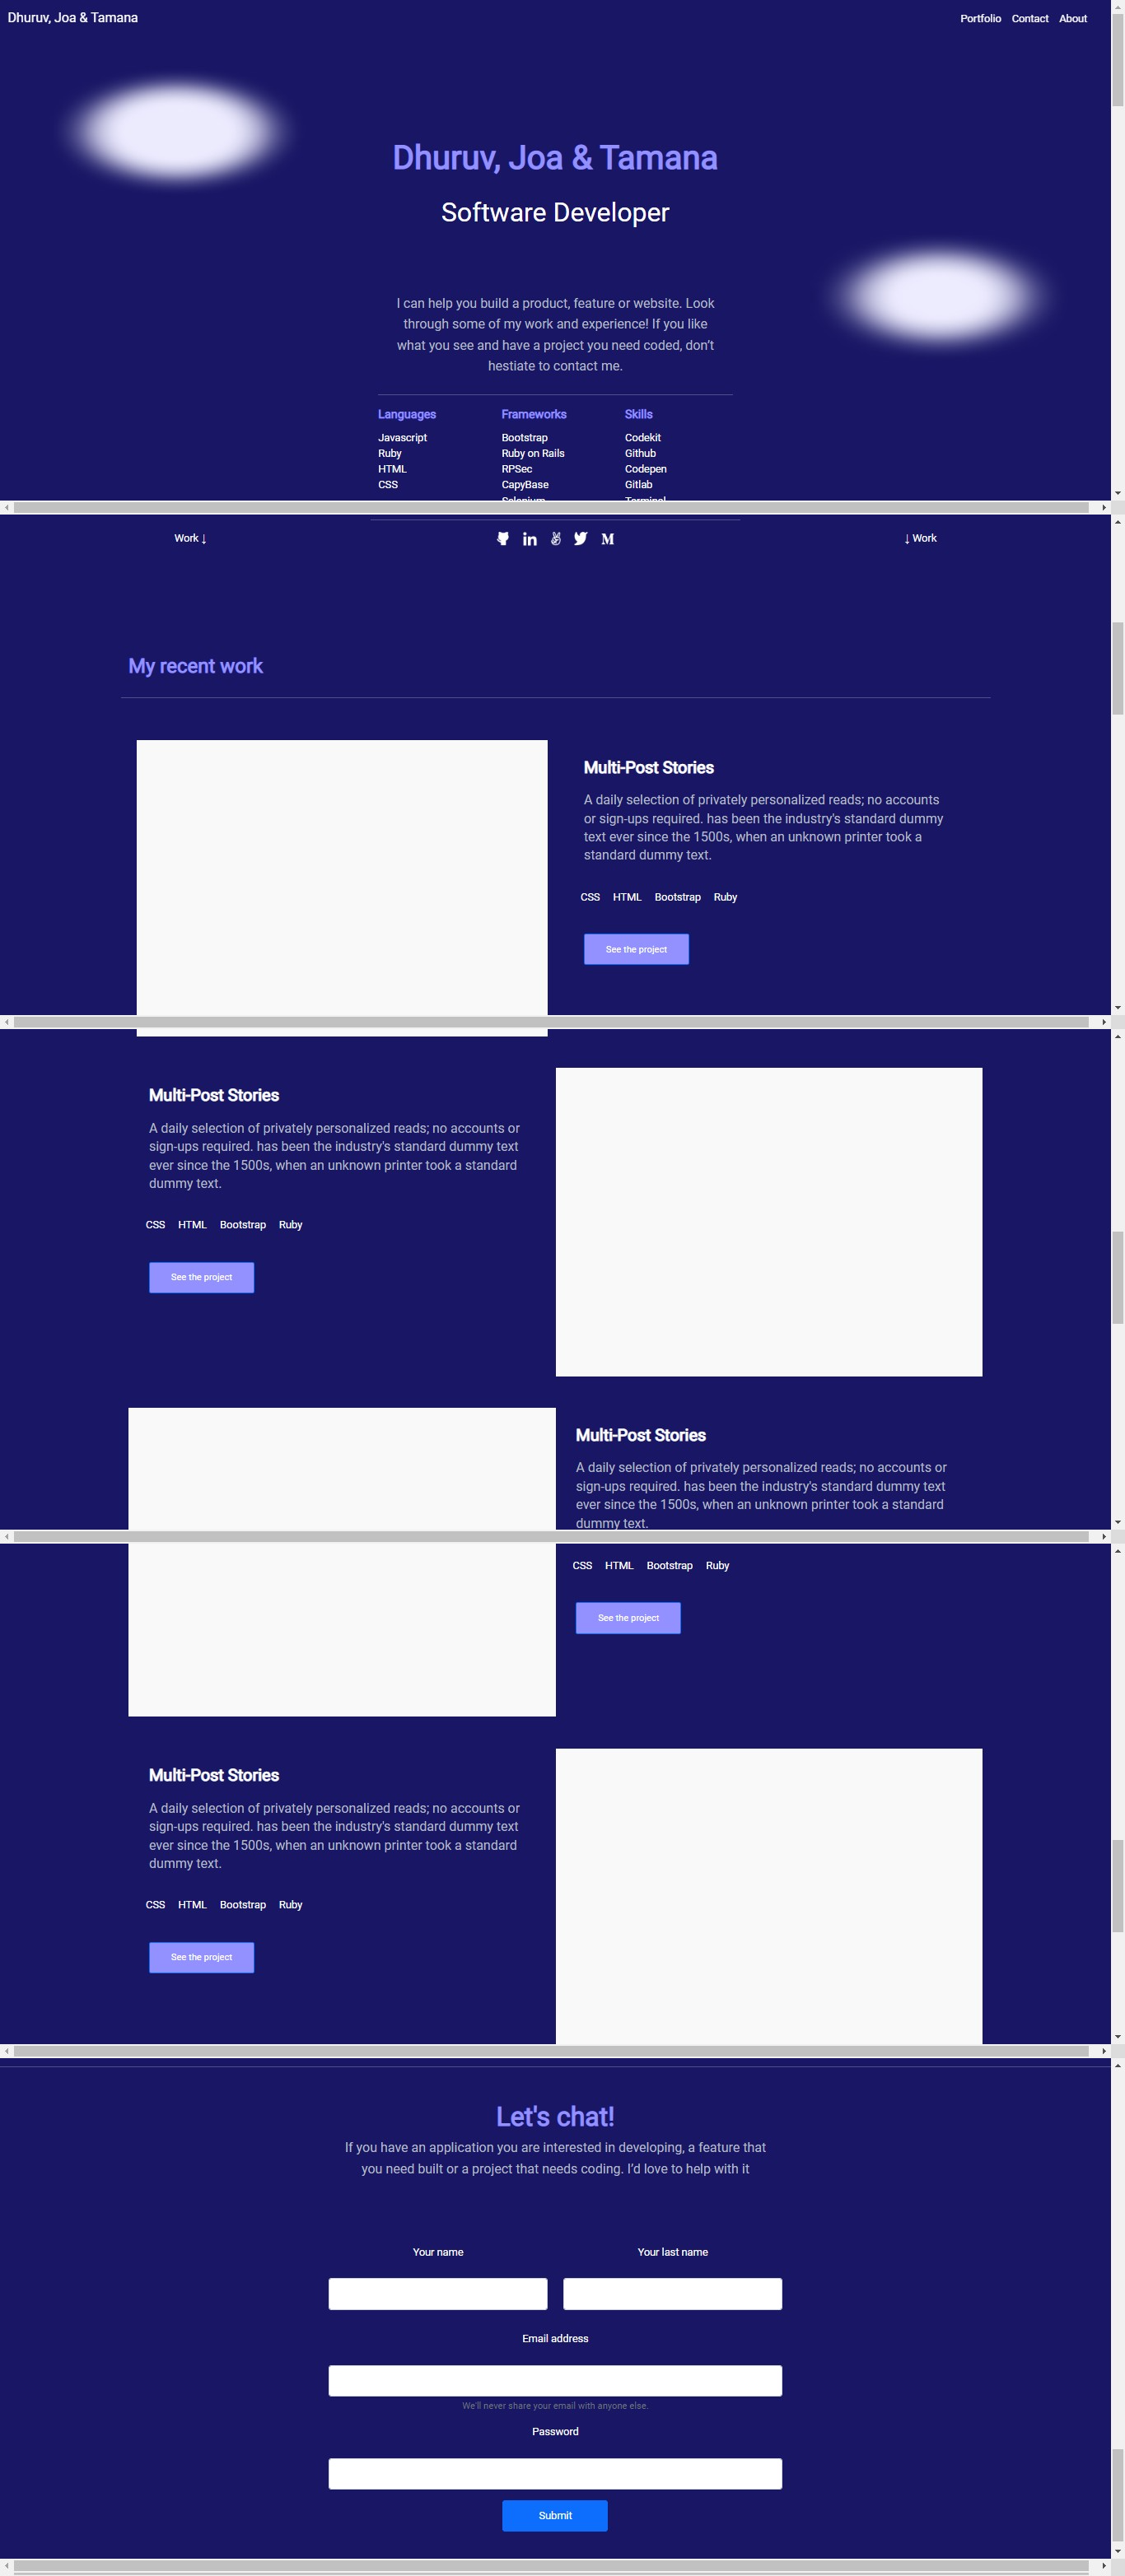 Dhuruv, Joa & Tamana
Portfolio Contact About
Dhuruv, Joa & Tamana
Software Developer
I can help you build a product, feature or website. Look
through some of my work and experience! If you like
what you see and have a project you need coded, don’t
hestiate to contact me.
Languages Frameworks Skills
Javascript Bootstrap Codekit
Ruby Ruby on Rails Github
HTML RPSec Codepen
CSS CapyBase Gitlab
Selenium Terminal
Work ↓ ↓ Work
My recent work
Multi-Post Stories
A daily selection of privately personalized reads; no accounts
or sign-ups required. has been the industry's standard dummy
text ever since the 1500s, when an unknown printer took a
standard dummy text.
CSS HTML Bootstrap Ruby
See the project
Multi-Post Stories
A daily selection of privately personalized reads; no accounts or
sign-ups required. has been the industry's standard dummy text
ever since the 1500s, when an unknown printer took a standard
dummy text.
CSS HTML Bootstrap Ruby
See the project
Multi-Post Stories
A daily selection of privately personalized reads; no accounts or
sign-ups required. has been the industry's standard dummy text
ever since the 1500s, when an unknown printer took a standard
dummy text.
CSS HTML Bootstrap Ruby
See the project
Multi-Post Stories
A daily selection of privately personalized reads; no accounts or
sign-ups required. has been the industry's standard dummy text
ever since the 1500s, when an unknown printer took a standard
dummy text.
CSS HTML Bootstrap Ruby
See the project
Let's chat!
If you have an application you are interested in developing, a feature that
you need built or a project that needs coding. I’d love to help with it
Your name Your last name
Email address
We'll never share your email with anyone else.
Password
Submit